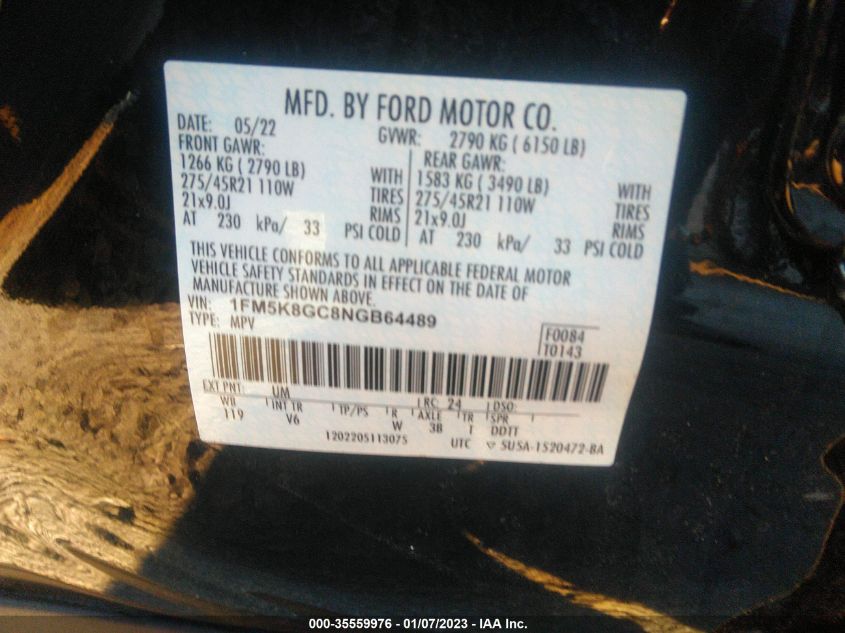 MFD. BY FORD MOTOR CO.
DATE: 05/22 GVWR: 2790 KG ( 6150 LB)
FRONT GAWR: REAR GAWR:
1266 KG ( 2790 LB) WITH 1583 KG ( 3490 LB) WITH
275/45R21 110W TIRES 275/45R21 110W TIRES
21x9.0J RIMS 21x9.0J RIMS
AT 230 kPa/ 33 PSI COLD AT 230 kPa/ 33 PSI COLD
THIS VEHICLE CONFORMS TO ALL APPLICABLE FEDERAL MOTOR
VEHICLE SAFETY STANDARDS IN EFFECT ON THE DATE OF
MANUFACTURE SHOWN ABOVE.
VIN: 1FM5K8GC8NGB64489
TYPE: MPV
F0084
T0143
EXT PNT: UM RC: 24 DSO:
WB INT TR TP/PS R AXLE TR SPR
119 V6 W 3B T DDTT
1202205113075 UTC ▽ SU5A-1520472-BA
000-35559976 - 01/07/2023 - IAA Inc.